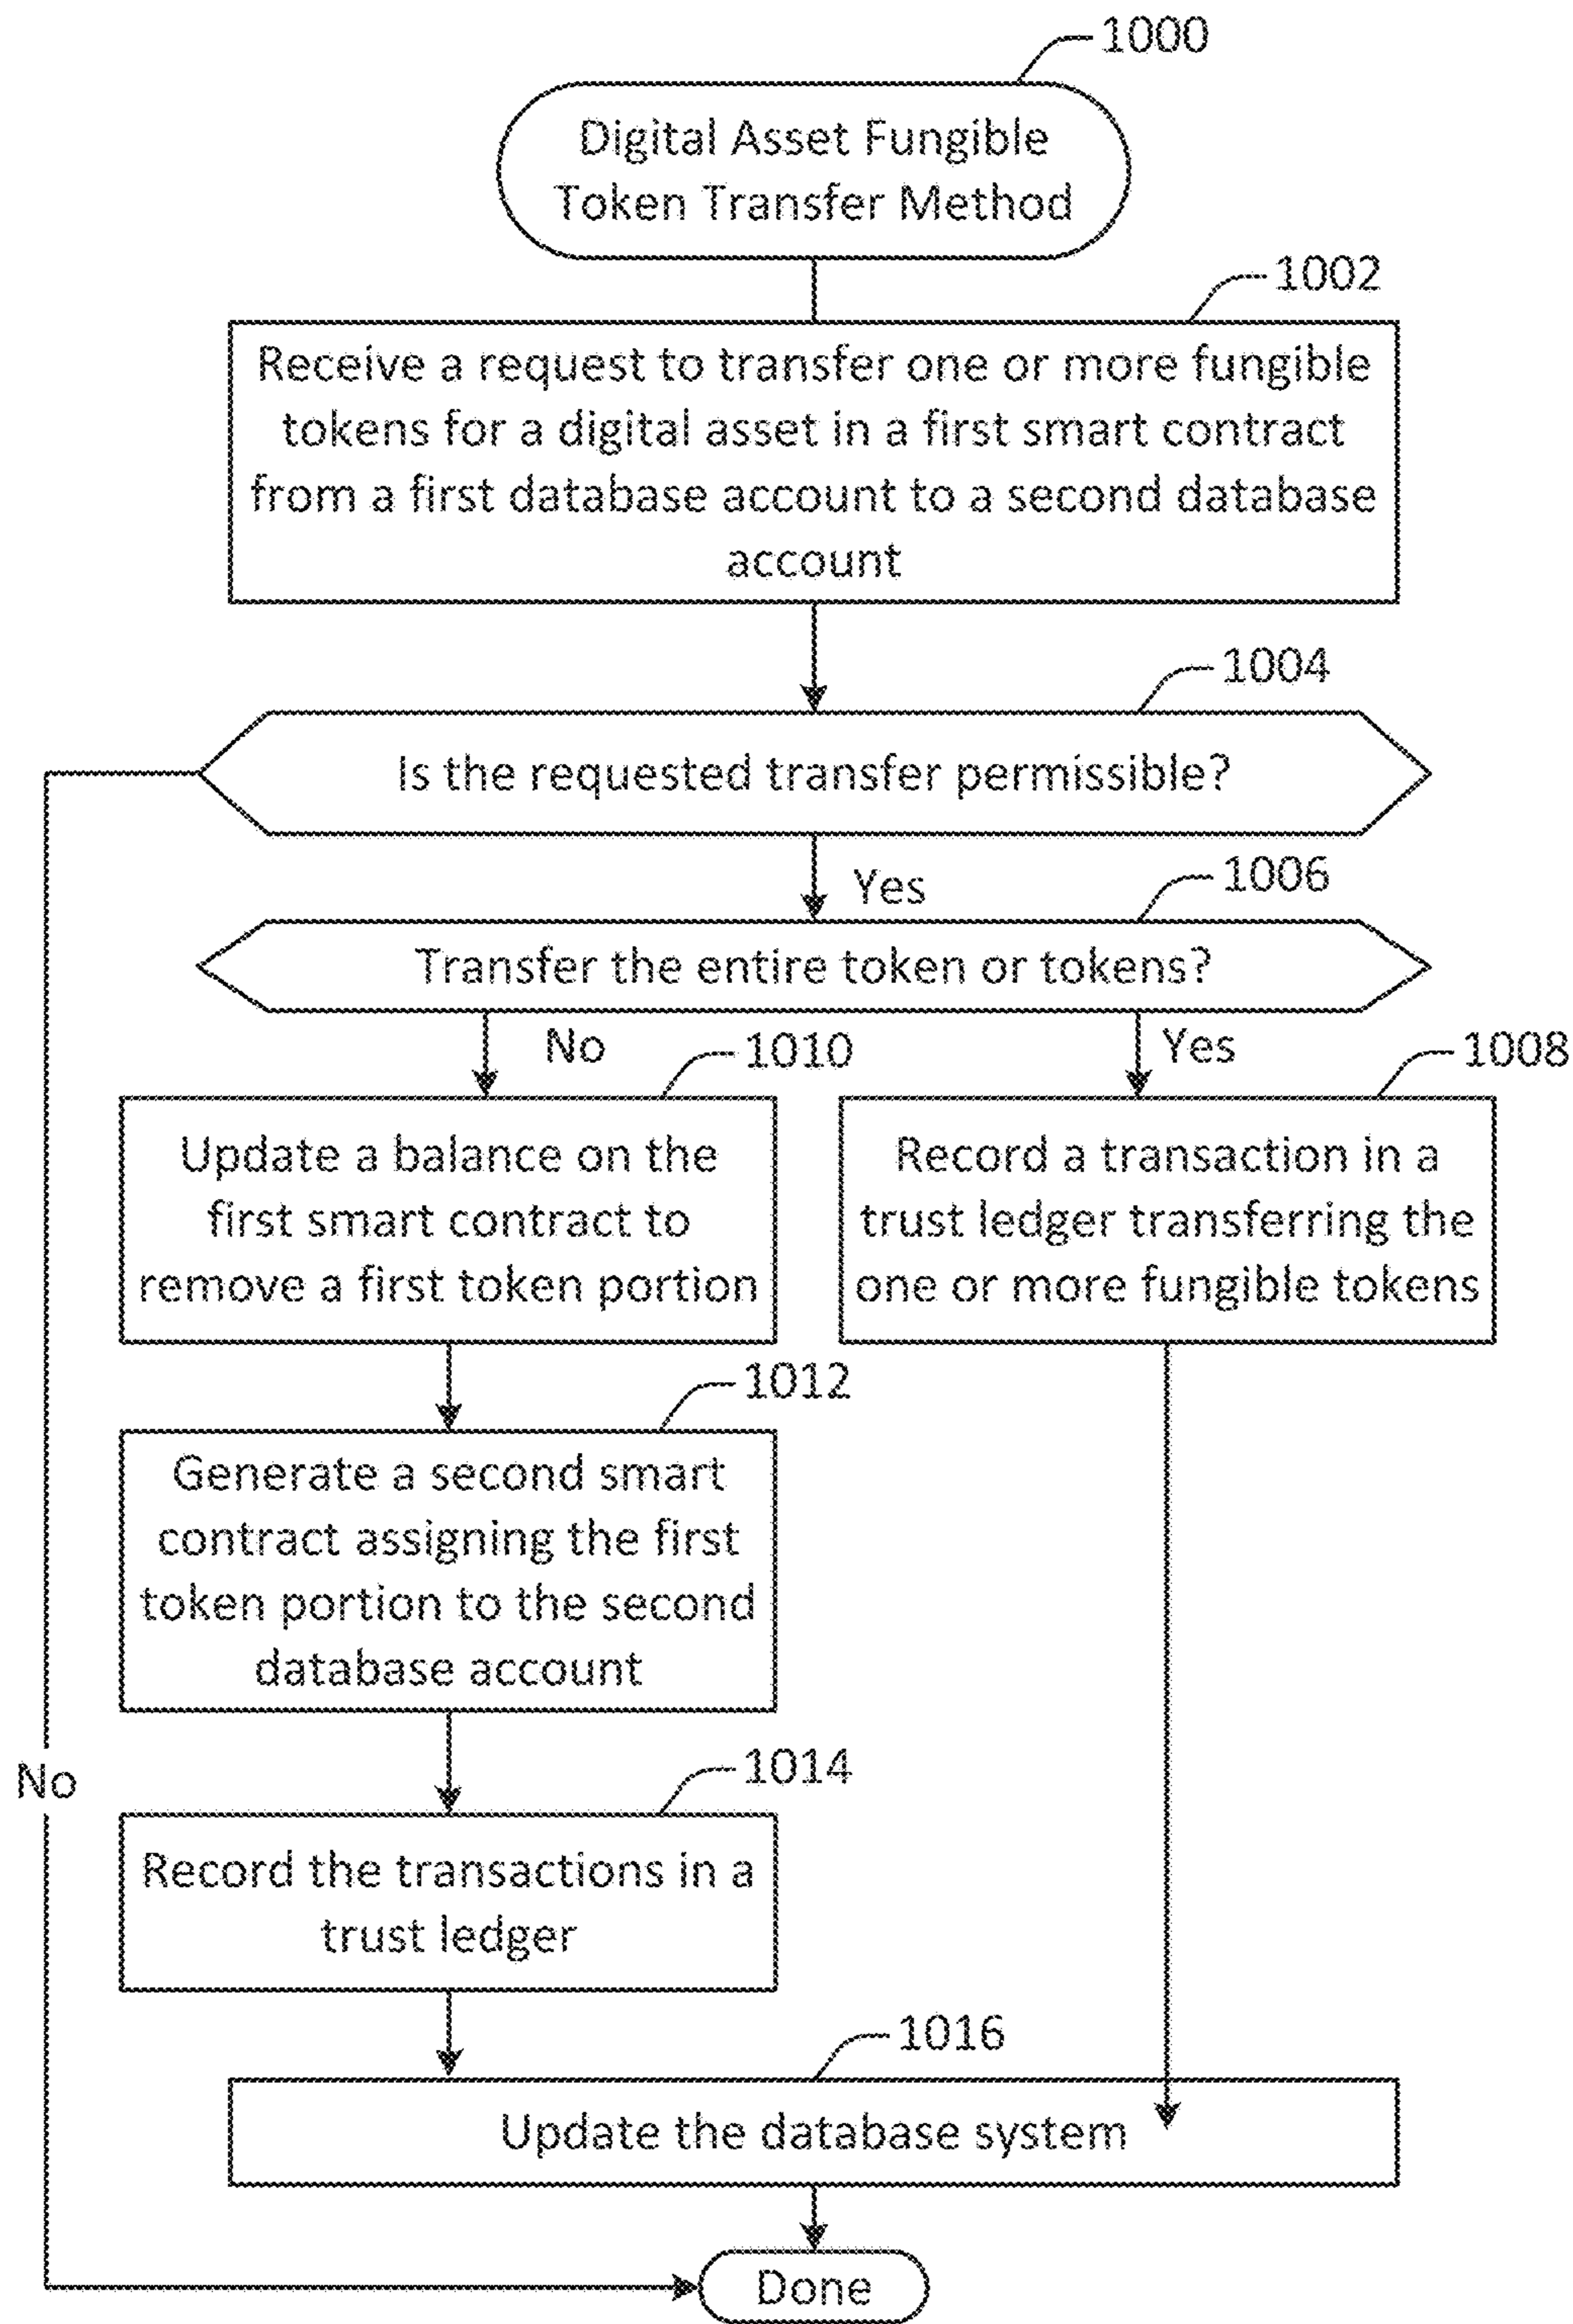 1000
Digital Asset Fungible
Token Transfer Method
1002
Receive a request to transfer one or more fungible
tokens for a digital asset in a first smart contract
from a first database account to a second database
account
1004
Is the requested transfer permissible?
Yes
1006
Transfer the entire token or tokens?
No
1010
Yes
1008
Update a balance on the
first smart contract to
remove a first token portion
Record a transaction in a
trust ledger transferring the
one or more fungible tokens
1012
Generate a second smart
contract assigning the first
token portion to the second
database account
No
1014
Record the transactions in a
trust ledger
1016
Update the database system
Done